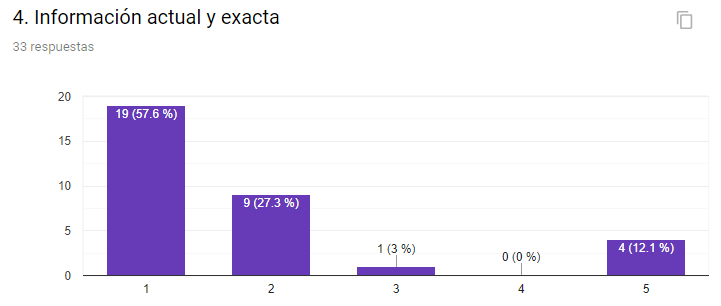 4. Información actual y exacta
33 respuestas
20
15
10
5
0
19 (57.6 %)
9 (27.3 %)
1 (3 %)
0 (0 %)
4 (12.1 %)
1
2
3
4
5